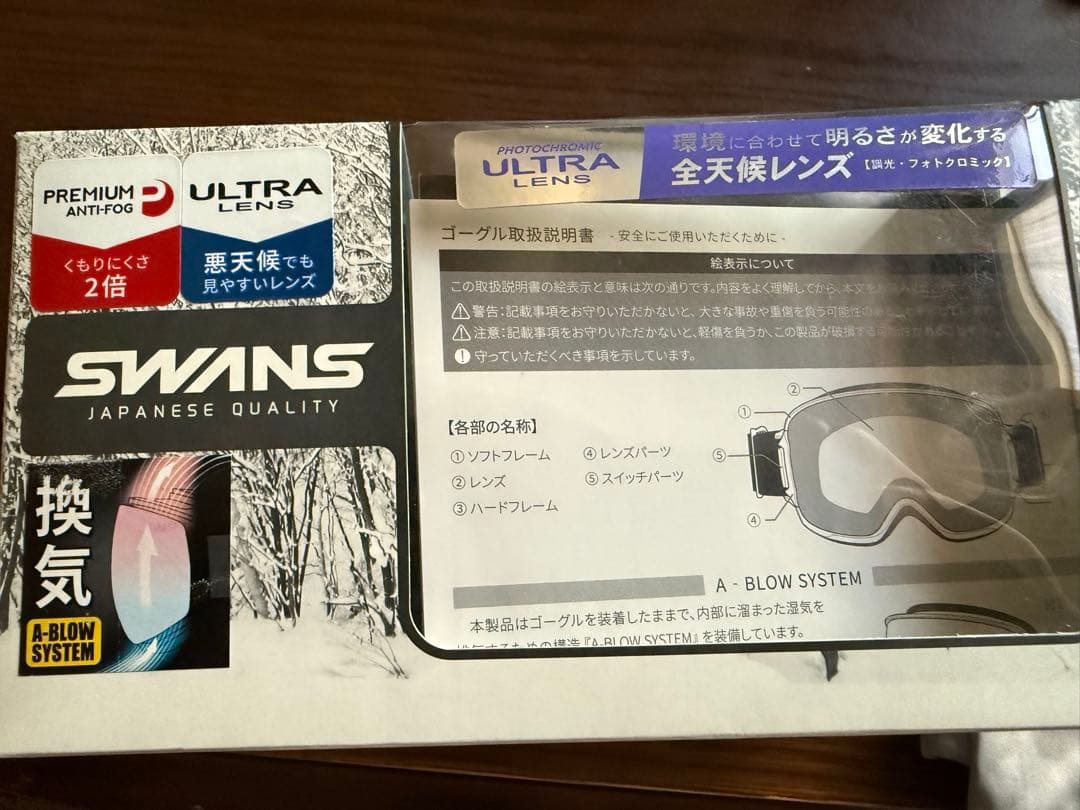 PREMIUM
ANTI-FOG
くもりにくさ
2倍
ULTRA
LENS
悪天候でも
見やすいレンズ
SWANS
JAPANESE QUALITY
換気
A-BLOW
SYSTEM
PHOTOCHROMIC
ULTRA
LENS
環境に合わせて明るさが変化する
全天候レンズ【調光・フォトクロミック】
ゴーグル取扱説明書 - 安全にご使用いただくために -
絵表示について
この取扱説明書の絵表示と意味は次の通りです。内容をよく理解してから、本文を
警告:記載事項をお守りいただかないと、大きな事故や重傷を負う可能性の
注意:記載事項をお守りいただかないと、軽傷を負うか、この製品が破損する可能性が
守っていただくべき事項を示しています。
【各部の名称】
①ソフトフレーム ④レンズパーツ
②レンズ ⑤スイッチパーツ
③ハードフレーム
②
①
⑤
④
A - BLOW SYSTEM
本製品はゴーグルを装着したままで、内部に溜まった湿気を
排気するための構造『A-BLOW SYSTEM』を装備しています。